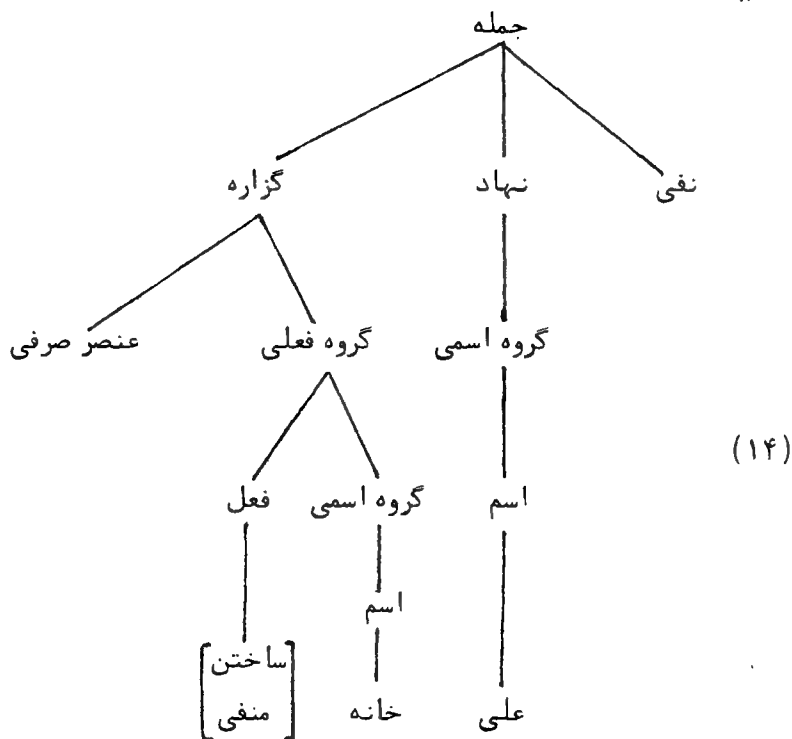 جمله
نفی نهاد گزاره
گروه اسمی گروه فعلی عنصر صرفی
(۱۴)
اسم گروه اسمی فعل
اسم
ساختن
علی خانه منفی